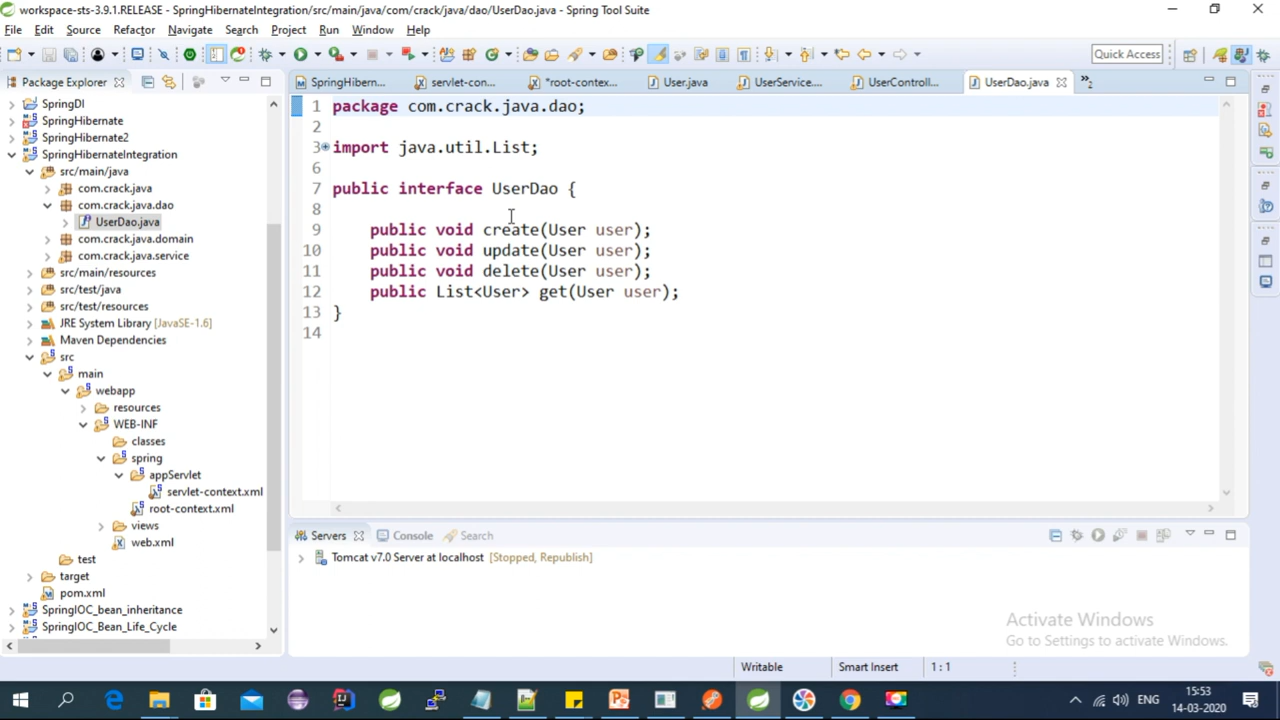 workspace-sts-3.9.1.RELEASE - SpringHibernateIntegration/src/main/java/com/crack/java/dao/UserDao.java - Spring Tool Suite
File Edit Source Refactor Navigate Search Project Run Window Help
Quick Access
Package Explorer
SpringHibern...
servlet-con...
*root-contex...
User.java
UserService....
UserControll...
UserDao.java
»2
SpringDI
SpringHibernate
SpringHibernate2
SpringHibernateIntegration
src/main/java
com.crack.java
com.crack.java.dao
UserDao.java
com.crack.java.domain
com.crack.java.service
src/main/resources
src/test/java
src/test/resources
JRE System Library [JavaSE-1.6]
Maven Dependencies
src
main
webapp
resources
WEB-INF
classes
spring
appServlet
servlet-context.xml
root-context.xml
views
web.xml
test
target
pom.xml
SpringIOC_bean_inheritance
SpringIOC_Bean_Life_Cycle
1 package com.crack.java.dao;
2
3 import java.util.List;
6
7 public interface UserDao {
8
9 public void create(User user);
10 public void update(User user);
11 public void delete(User user);
12 public List<User> get(User user);
13 }
14
Servers Console Search
Tomcat v7.0 Server at localhost [Stopped, Republish]
Activate Windows
Go to Settings to activate Windows.
Writable Smart Insert 1 : 1
ENG
15:53
14-03-2020